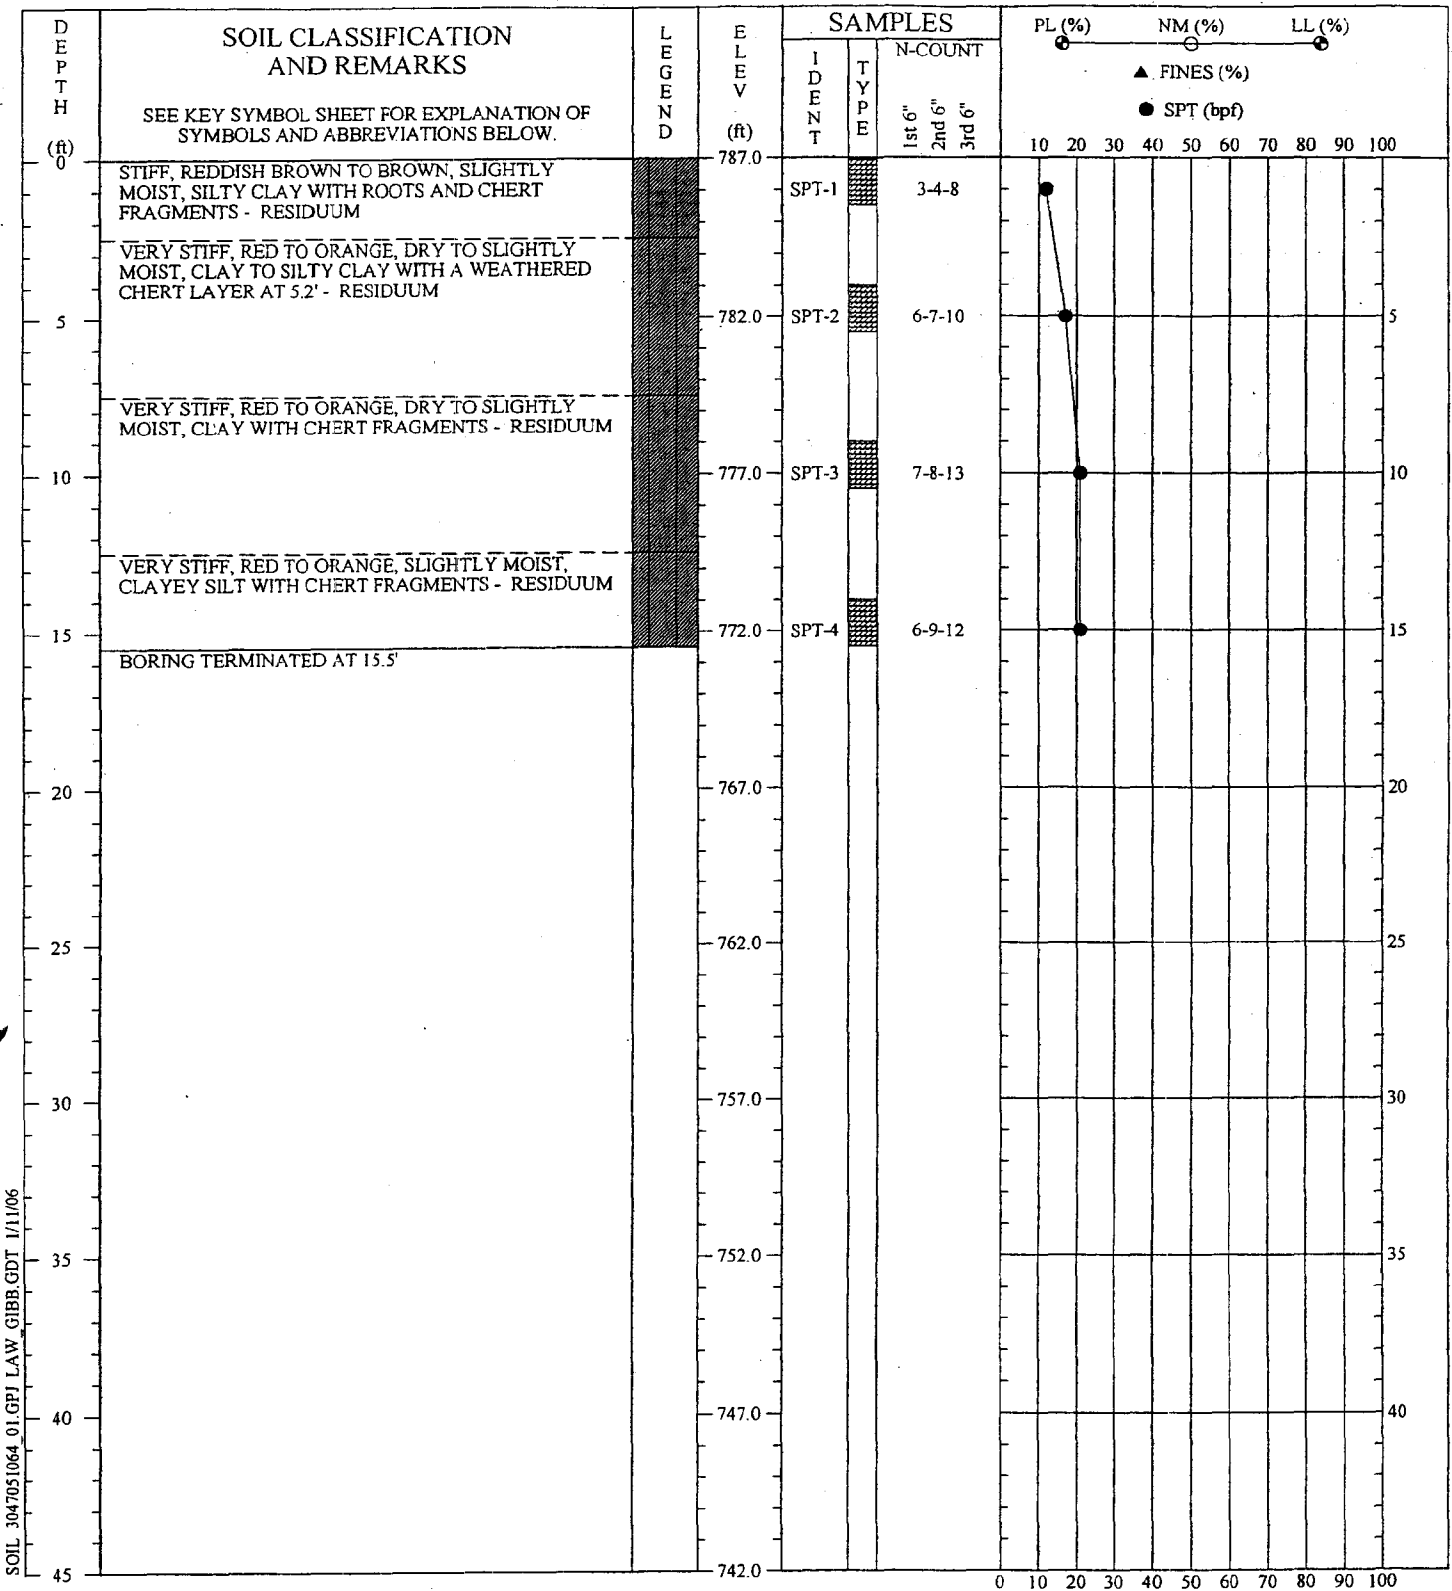 DEPTH
(ft)
SOIL CLASSIFICATION
AND REMARKS
SEE KEY SYMBOL SHEET FOR EXPLANATION OF
SYMBOLS AND ABBREVIATIONS BELOW.
LEGEND
ELEV
(ft)
SAMPLES
IDENT
TYPE
N-COUNT
1st 6"
2nd 6"
3rd 6"
PL (%) NM (%) LL (%)
▲ FINES (%)
● SPT (bpf)
10 20 30 40 50 60 70 80 90 100
0
STIFF, REDDISH BROWN TO BROWN, SLIGHTLY
MOIST, SILTY CLAY WITH ROOTS AND CHERT
FRAGMENTS - RESIDUUM
787.0
SPT-1 3-4-8
VERY STIFF, RED TO ORANGE, DRY TO SLIGHTLY
MOIST, CLAY TO SILTY CLAY WITH A WEATHERED
CHERT LAYER AT 5.2' - RESIDUUM
5 782.0 SPT-2 6-7-10 5
VERY STIFF, RED TO ORANGE, DRY TO SLIGHTLY
MOIST, CLAY WITH CHERT FRAGMENTS - RESIDUUM
10 777.0 SPT-3 7-8-13 10
VERY STIFF, RED TO ORANGE, SLIGHTLY MOIST,
CLAYEY SILT WITH CHERT FRAGMENTS - RESIDUUM
15 772.0 SPT-4 6-9-12 15
BORING TERMINATED AT 15.5'
20 767.0 20
25 762.0 25
30 757.0 30
35 752.0 35
40 747.0 40
45 742.0
0 10 20 30 40 50 60 70 80 90 100
SOIL 3047051064_01.GPJ LAW_GIBB.GDT 1/11/06